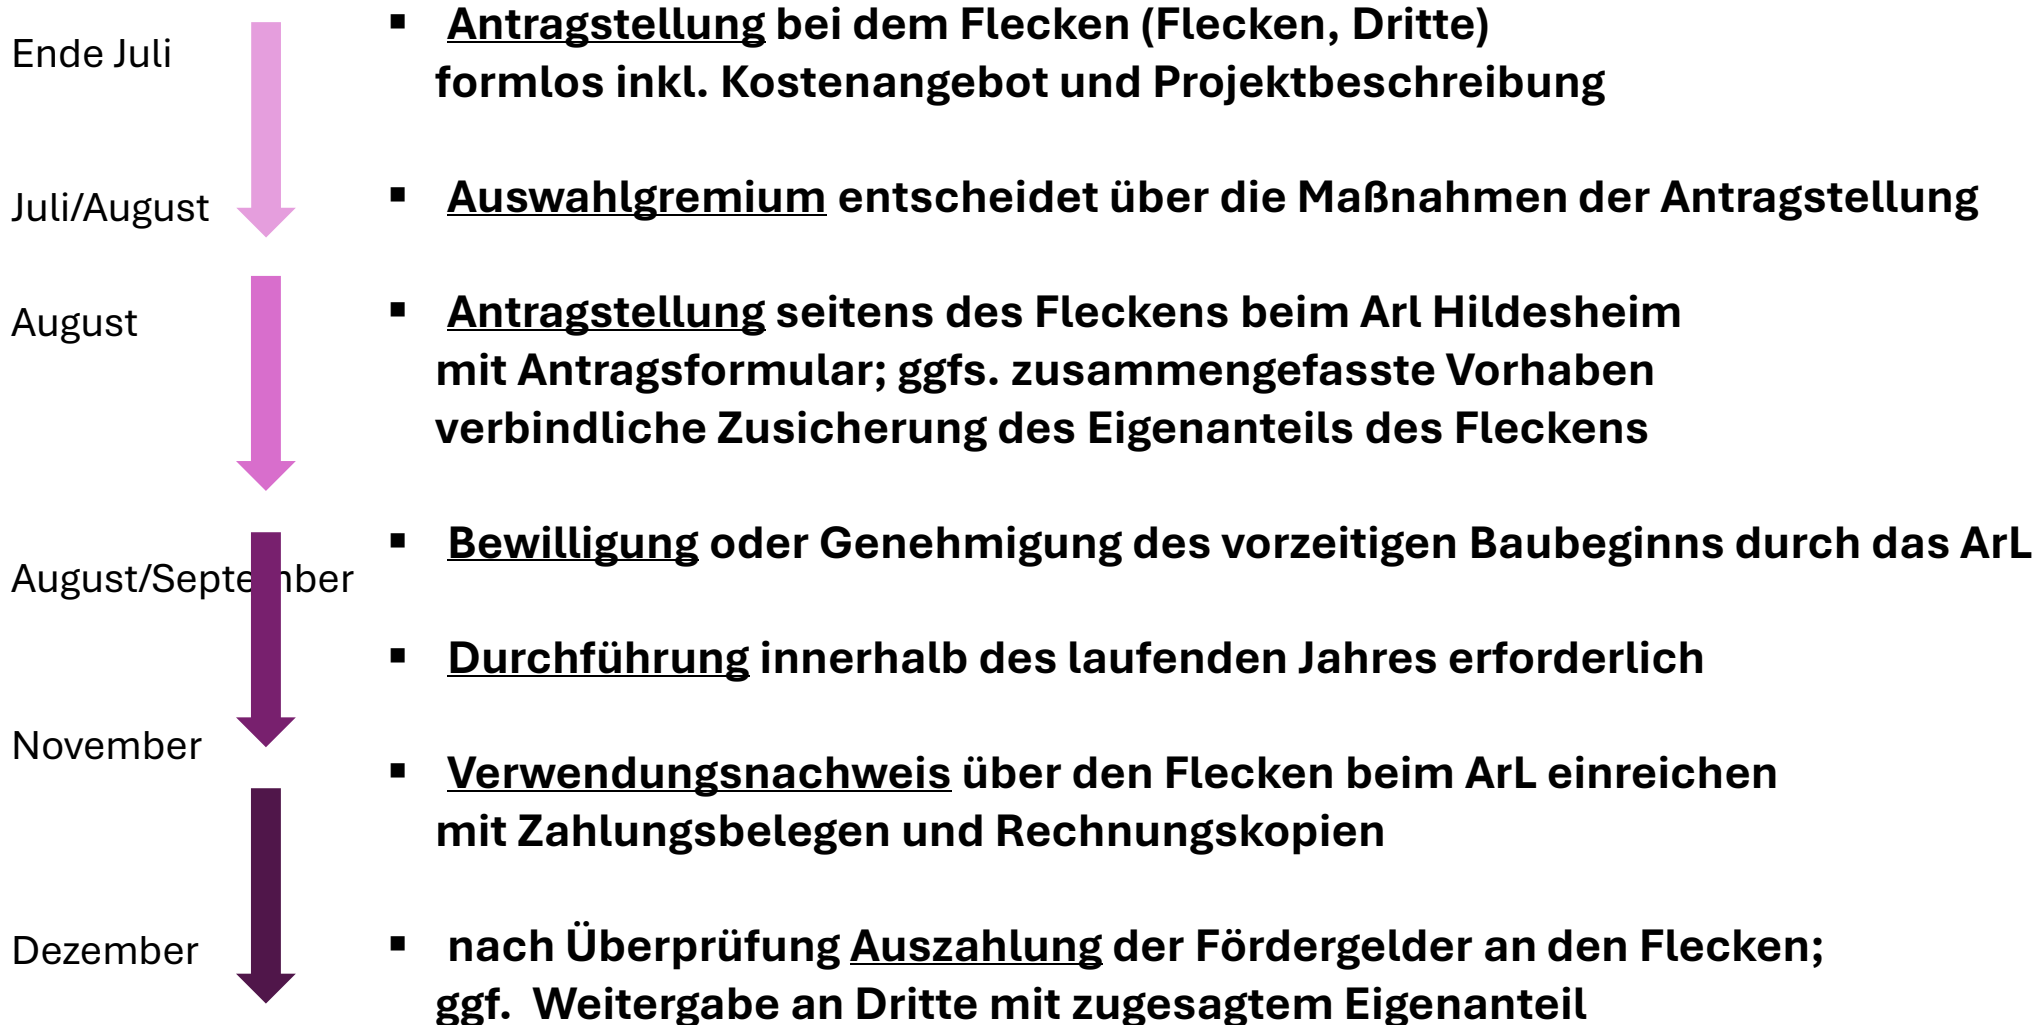 Ende Juli
▪ Antragstellung bei dem Flecken (Flecken, Dritte)
formlos inkl. Kostenangebot und Projektbeschreibung
Juli/August
▪ Auswahlgremium entscheidet über die Maßnahmen der Antragstellung
August
▪ Antragstellung seitens des Fleckens beim Arl Hildesheim
mit Antragsformular; ggfs. zusammengefasste Vorhaben
verbindliche Zusicherung des Eigenanteils des Fleckens
August/September
▪ Bewilligung oder Genehmigung des vorzeitigen Baubeginns durch das ArL
▪ Durchführung innerhalb des laufenden Jahres erforderlich
November
▪ Verwendungsnachweis über den Flecken beim ArL einreichen
mit Zahlungsbelegen und Rechnungskopien
Dezember
▪ nach Überprüfung Auszahlung der Fördergelder an den Flecken;
ggf. Weitergabe an Dritte mit zugesagtem Eigenanteil